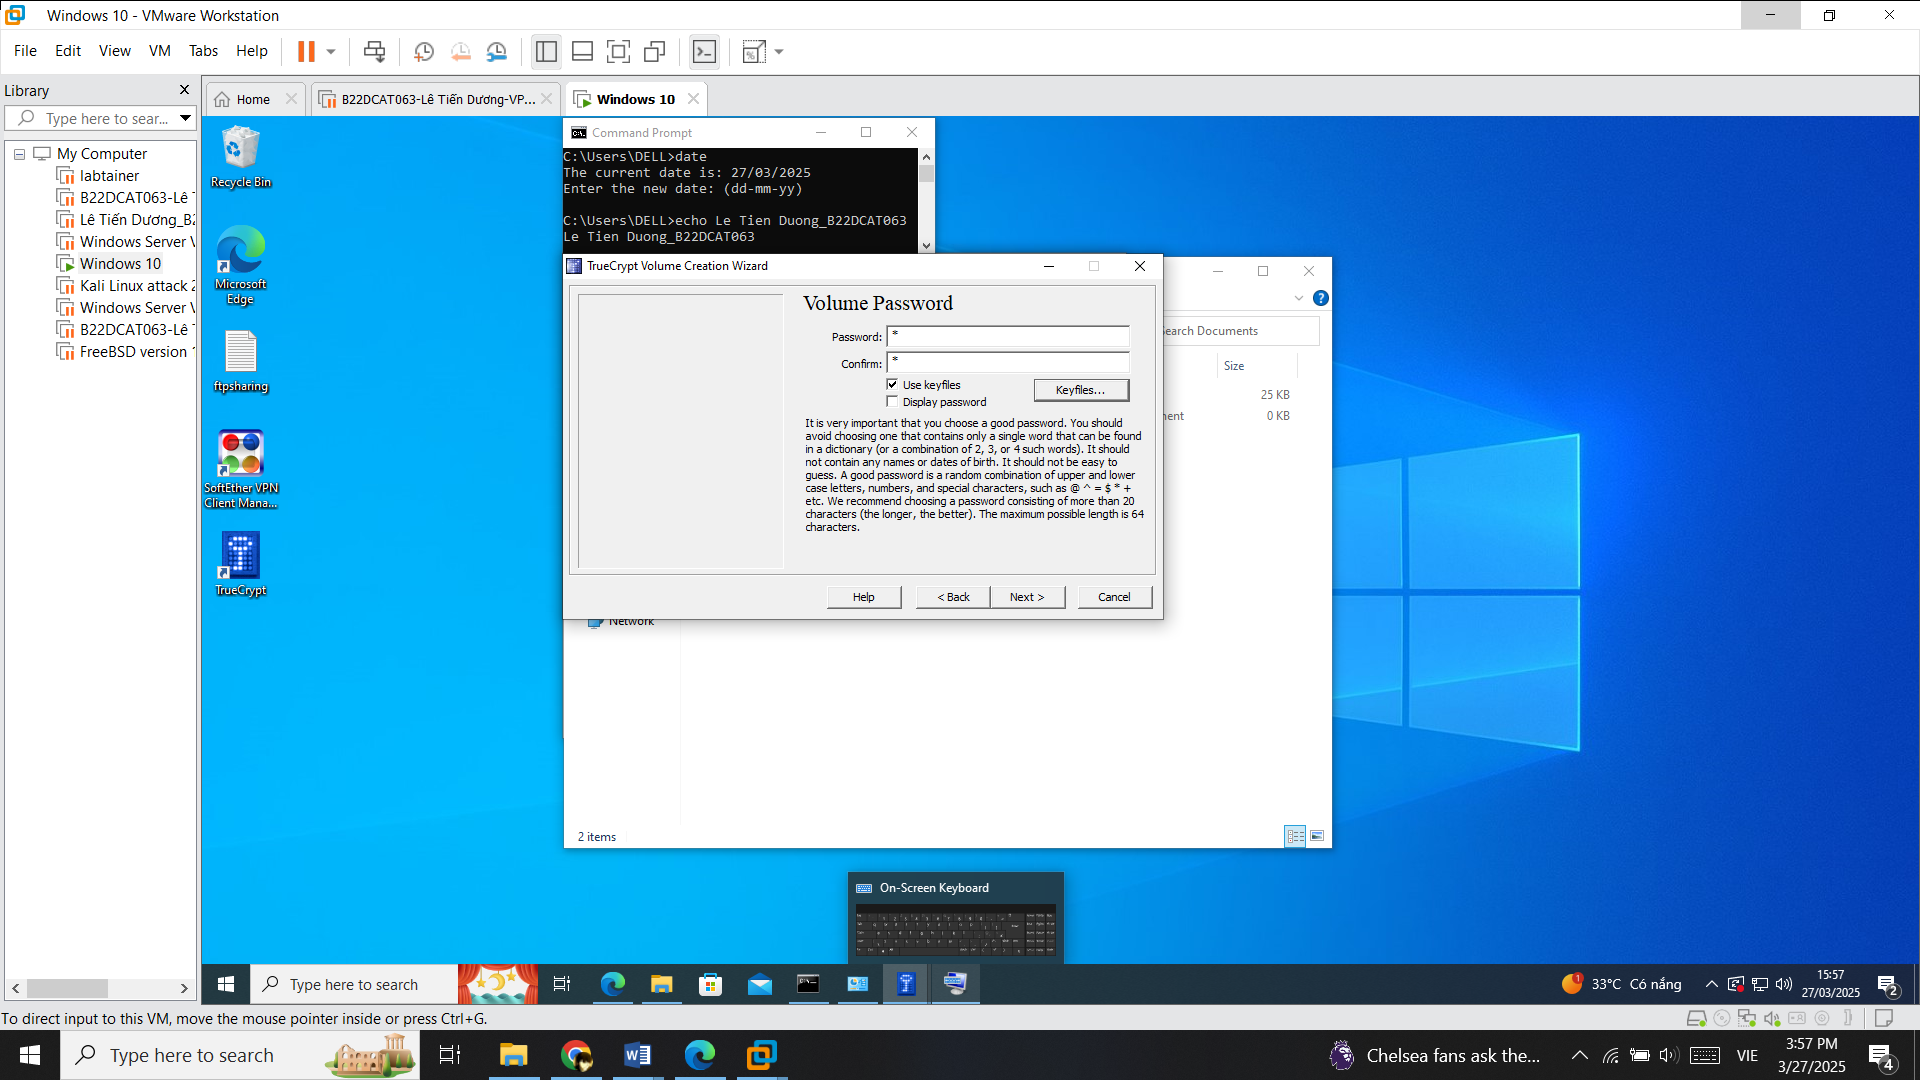 Windows 10 - VMware Workstation
File Edit View VM Tabs Help
Library
Type here to sear...
My Computer
labtainer
B22DCAT063-Lê
Lê Tiến Dương_B2
Windows Server
Windows 10
Kali Linux attack 2
Windows Server
B22DCAT063-Lê
FreeBSD version
Home
B22DCAT063-Lê Tiến Dương-VP...
Windows 10
Recycle Bin
Microsoft
Edge
ftpsharing
SoftEther VPN
Client Mana...
TrueCrypt
Command Prompt
C:\Users\DELL>date
The current date is: 27/03/2025
Enter the new date: (dd-mm-yy)
C:\Users\DELL>echo Le Tien Duong_B22DCAT063
Le Tien Duong_B22DCAT063
TrueCrypt Volume Creation Wizard
Volume Password
Password: *
Confirm: *
Use keyfiles
Keyfiles...
Display password
It is very important that you choose a good password. You should
avoid choosing one that contains only a single word that can be found
in a dictionary (or a combination of 2, 3, or 4 such words). It should
not contain any names or dates of birth. It should not be easy to
guess. A good password is a random combination of upper and lower
case letters, numbers, and special characters, such as @ ^ = $ * +
etc. We recommend choosing a password consisting of more than 20
characters (the longer, the better). The maximum possible length is 64
characters.
Help < Back Next > Cancel
Search Documents
Size
25 KB
0 KB
Network
2 items
On-Screen Keyboard
Type here to search
33°C Có nắng
15:57
27/03/2025
2
To direct input to this VM, move the mouse pointer inside or press Ctrl+G.
Type here to search
Chelsea fans ask the...
VIE
3:57 PM
3/27/2025
4